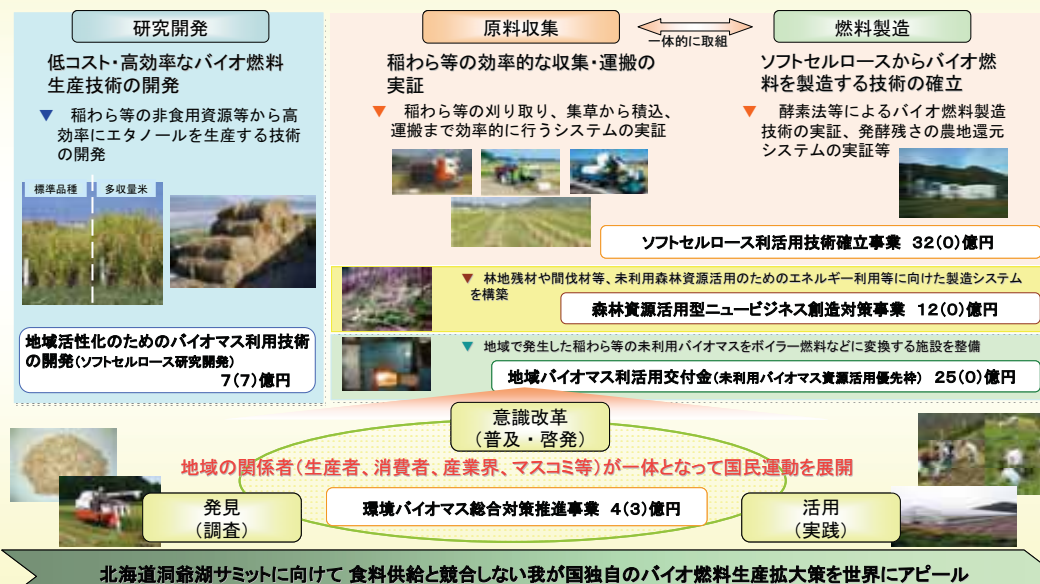 研究開発
低コスト・高効率なバイオ燃料
生産技術の開発
▼ 稲わら等の非食用資源等から高
効率にエタノールを生産する技術
の開発
標準品種 多収量米
地域活性化のためのバイオマス利用技術
の開発(ソフトセルロース研究開発)
7(7)億円
原料収集
一体的に取組
燃料製造
稲わら等の効率的な収集・運搬の
実証
▼ 稲わら等の刈り取り、集草から積込、
運搬まで効率的に行うシステムの実証
ソフトセルロースからバイオ燃
料を製造する技術の確立
▼ 酵素法等によるバイオ燃料製造
技術の実証、発酵残さの農地還元
システムの実証等
ソフトセルロース利活用技術確立事業 32(0)億円
▼ 林地残材や間伐材等、未利用森林資源活用のためのエネルギー利用等に向けた製造システム
を構築
森林資源活用型ニュービジネス創造対策事業 12(0)億円
▼ 地域で発生した稲わら等の未利用バイオマスをボイラー燃料などに変換する施設を整備
地域バイオマス利活用交付金(未利用バイオマス資源活用優先枠) 25(0)億円
意識改革
(普及・啓発)
地域の関係者(生産者、消費者、産業界、マスコミ等)が一体となって国民運動を展開
発見
(調査)
環境バイオマス総合対策推進事業 4(3)億円
活用
(実践)
北海道洞爺湖サミットに向けて 食料供給と競合しない我が国独自のバイオ燃料生産拡大策を世界にアピール